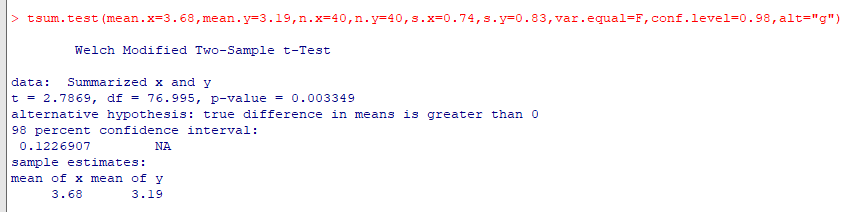 > tsum.test(mean.x=3.68,mean.y=3.19,n.x=40,n.y=40,s.x=0.74,s.y=0.83,var.equal=F,conf.level=0.98,alt="g")
Welch Modified Two-Sample t-Test
data:  Summarized x and y
t = 2.7869, df = 76.995, p-value = 0.003349
alternative hypothesis: true difference in means is greater than 0
98 percent confidence interval:
 0.1226907        NA
sample estimates:
mean of x mean of y
     3.68      3.19